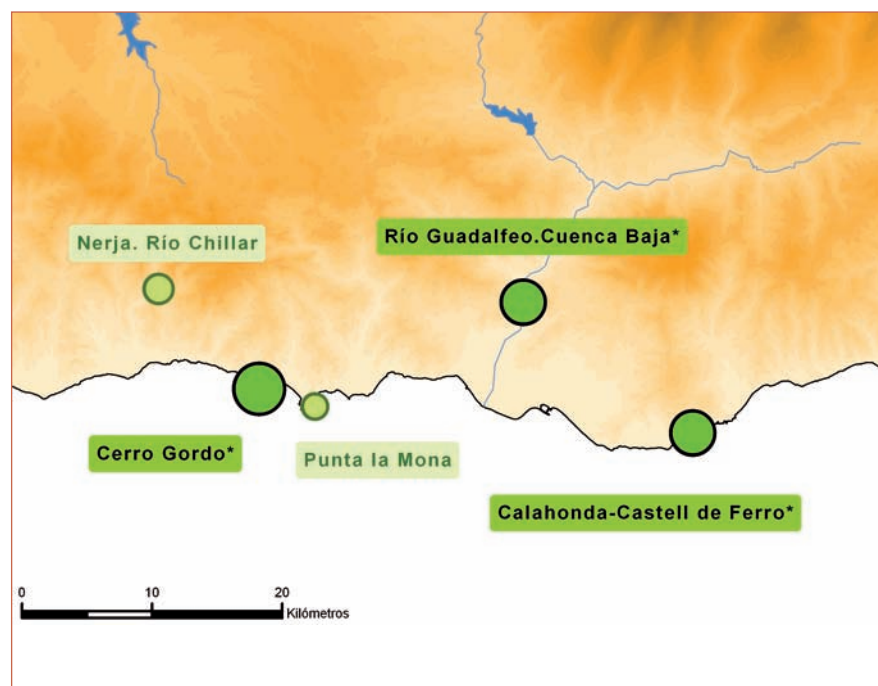 Río Guadalfeo.Cuenca Baja*
Nerja. Río Chillar
Cerro Gordo*
Punta la Mona
Calahonda-Castell de Ferro*
0 10 20
Kilómetros